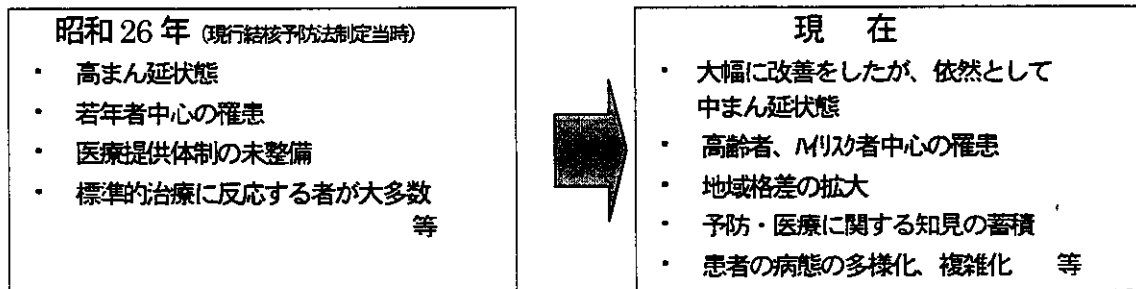 昭和26年（現行結核予防法制定当時）
・ 高まん延状態
・ 若年者中心の罹患
・ 医療提供体制の未整備
・ 標準的治療に反応する者が大多数
等
現 在
・ 大幅に改善をしたが、依然として
中まん延状態
・ 高齢者、ﾊｲﾘｽｸ者中心の罹患
・ 地域格差の拡大
・ 予防・医療に関する知見の蓄積
・ 患者の病態の多様化、複雑化 等